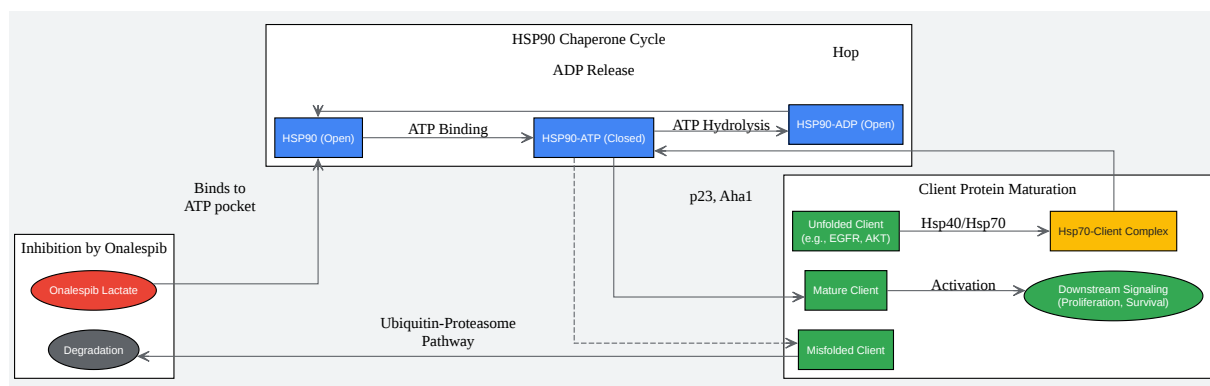 HSP90 Chaperone Cycle
Hop
ADP Release
HSP90 (Open)
ATP Binding
HSP90-ATP (Closed)
ATP Hydrolysis
HSP90-ADP (Open)
Binds to
ATP pocket
p23, Aha1
Client Protein Maturation
Unfolded Client
(e.g., EGFR, AKT)
Hsp40/Hsp70
Hsp70-Client Complex
Inhibition by Onalespib
Onalespib Lactate
Mature Client
Activation
Downstream Signaling
(Proliferation, Survival)
Ubiquitin-Proteasome
Pathway
Degradation
Misfolded Client